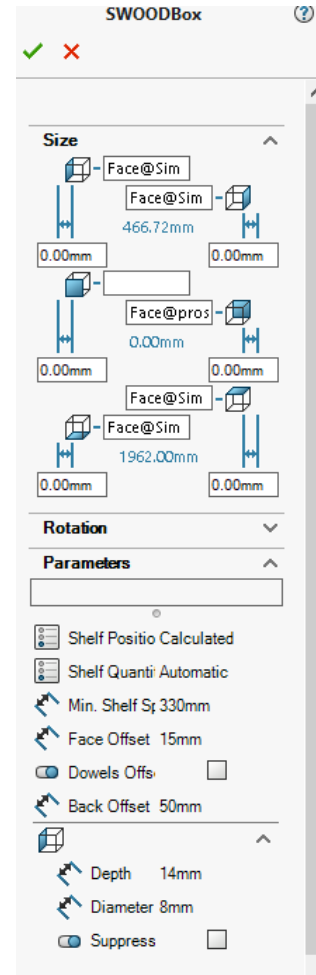 SWOODBox
Size
Face@Sim
Face@Sim
466.72mm
0.00mm 0.00mm
Face@pros
0.00mm
0.00mm 0.00mm
Face@Sim
Face@Sim
1962.00mm
0.00mm 0.00mm
Rotation
Parameters
Shelf Positio Calculated
Shelf Quanti Automatic
Min. Shelf Sp 330mm
Face Offset 15mm
Dowels Offs
Back Offset 50mm
Depth 14mm
Diameter 8mm
Suppress